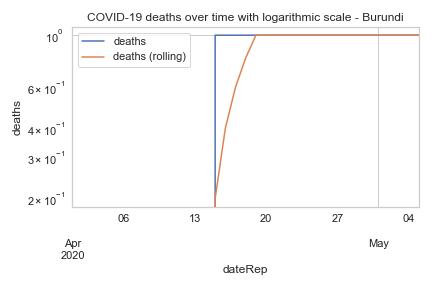 COVID-19 deaths over time with logarithmic scale - Burundi
deaths
deaths (rolling)
10⁰
6 × 10⁻¹
4 × 10⁻¹
3 × 10⁻¹
2 × 10⁻¹
deaths
06 13 20 27 04
Apr May
2020
dateRep